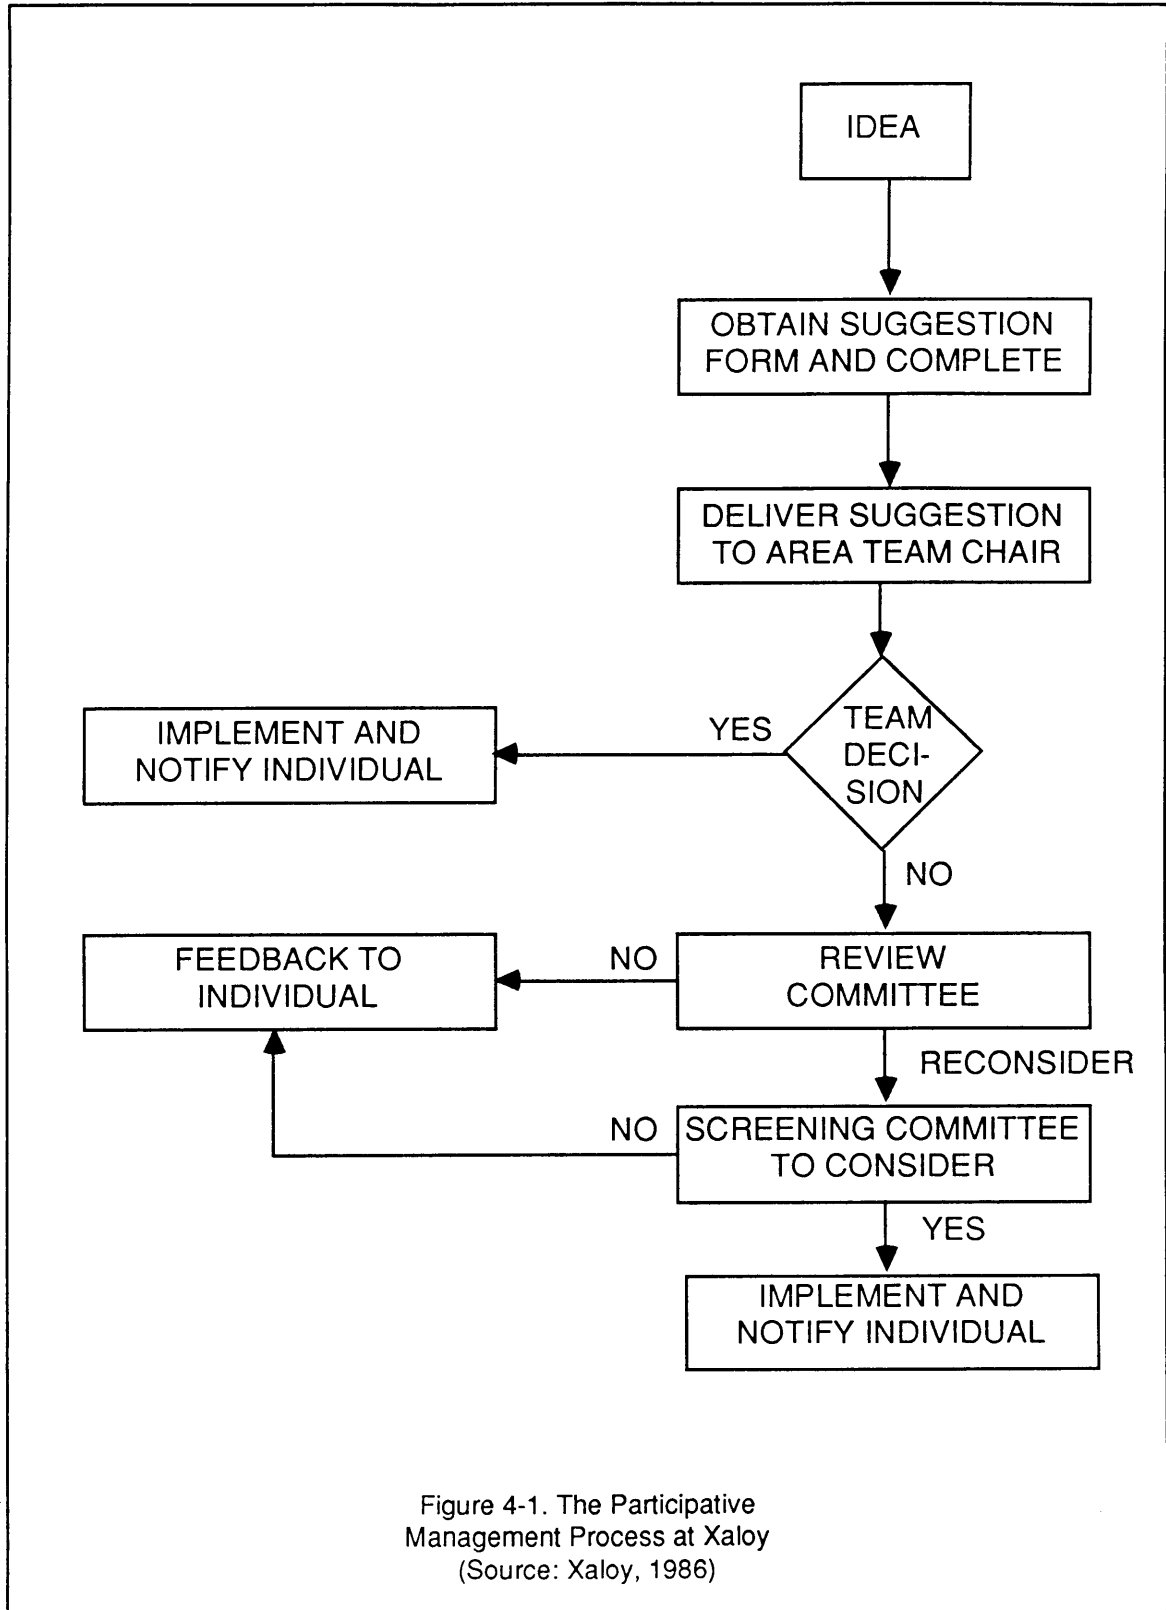 IDEA
OBTAIN SUGGESTION
FORM AND COMPLETE
DELIVER SUGGESTION
TO AREA TEAM CHAIR
TEAM
DECI-
SION
YES
IMPLEMENT AND
NOTIFY INDIVIDUAL
NO
REVIEW
COMMITTEE
NO
FEEDBACK TO
INDIVIDUAL
RECONSIDER
SCREENING COMMITTEE
TO CONSIDER
NO
YES
IMPLEMENT AND
NOTIFY INDIVIDUAL
Figure 4-1. The Participative
Management Process at Xaloy
(Source: Xaloy, 1986)